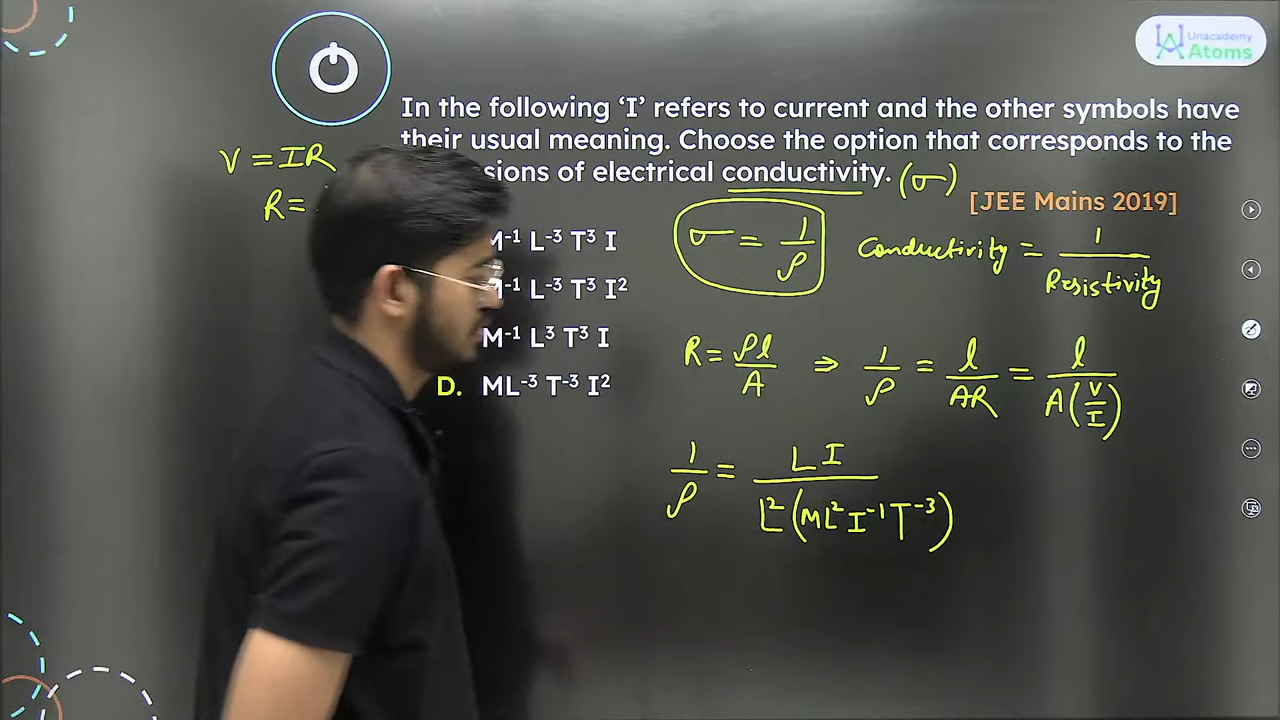 Unacademy
Atoms
In the following ‘I’ refers to current and the other symbols have
their usual meaning. Choose the option that corresponds to the
sions of electrical conductivity. (σ)
[JEE Mains 2019]
V = IR
R =
M⁻¹ L⁻³ T³ I
M⁻¹ L⁻³ T³ I²
M⁻¹ L³ T³ I
D. ML⁻³ T⁻³ I²
σ = 1/ρ
Conductivity = 1/Resistivity
R = ρl/A ⇒ 1/ρ = l/AR = l/A(V/I)
1/ρ = L I/L²(ML²I⁻¹T⁻³)